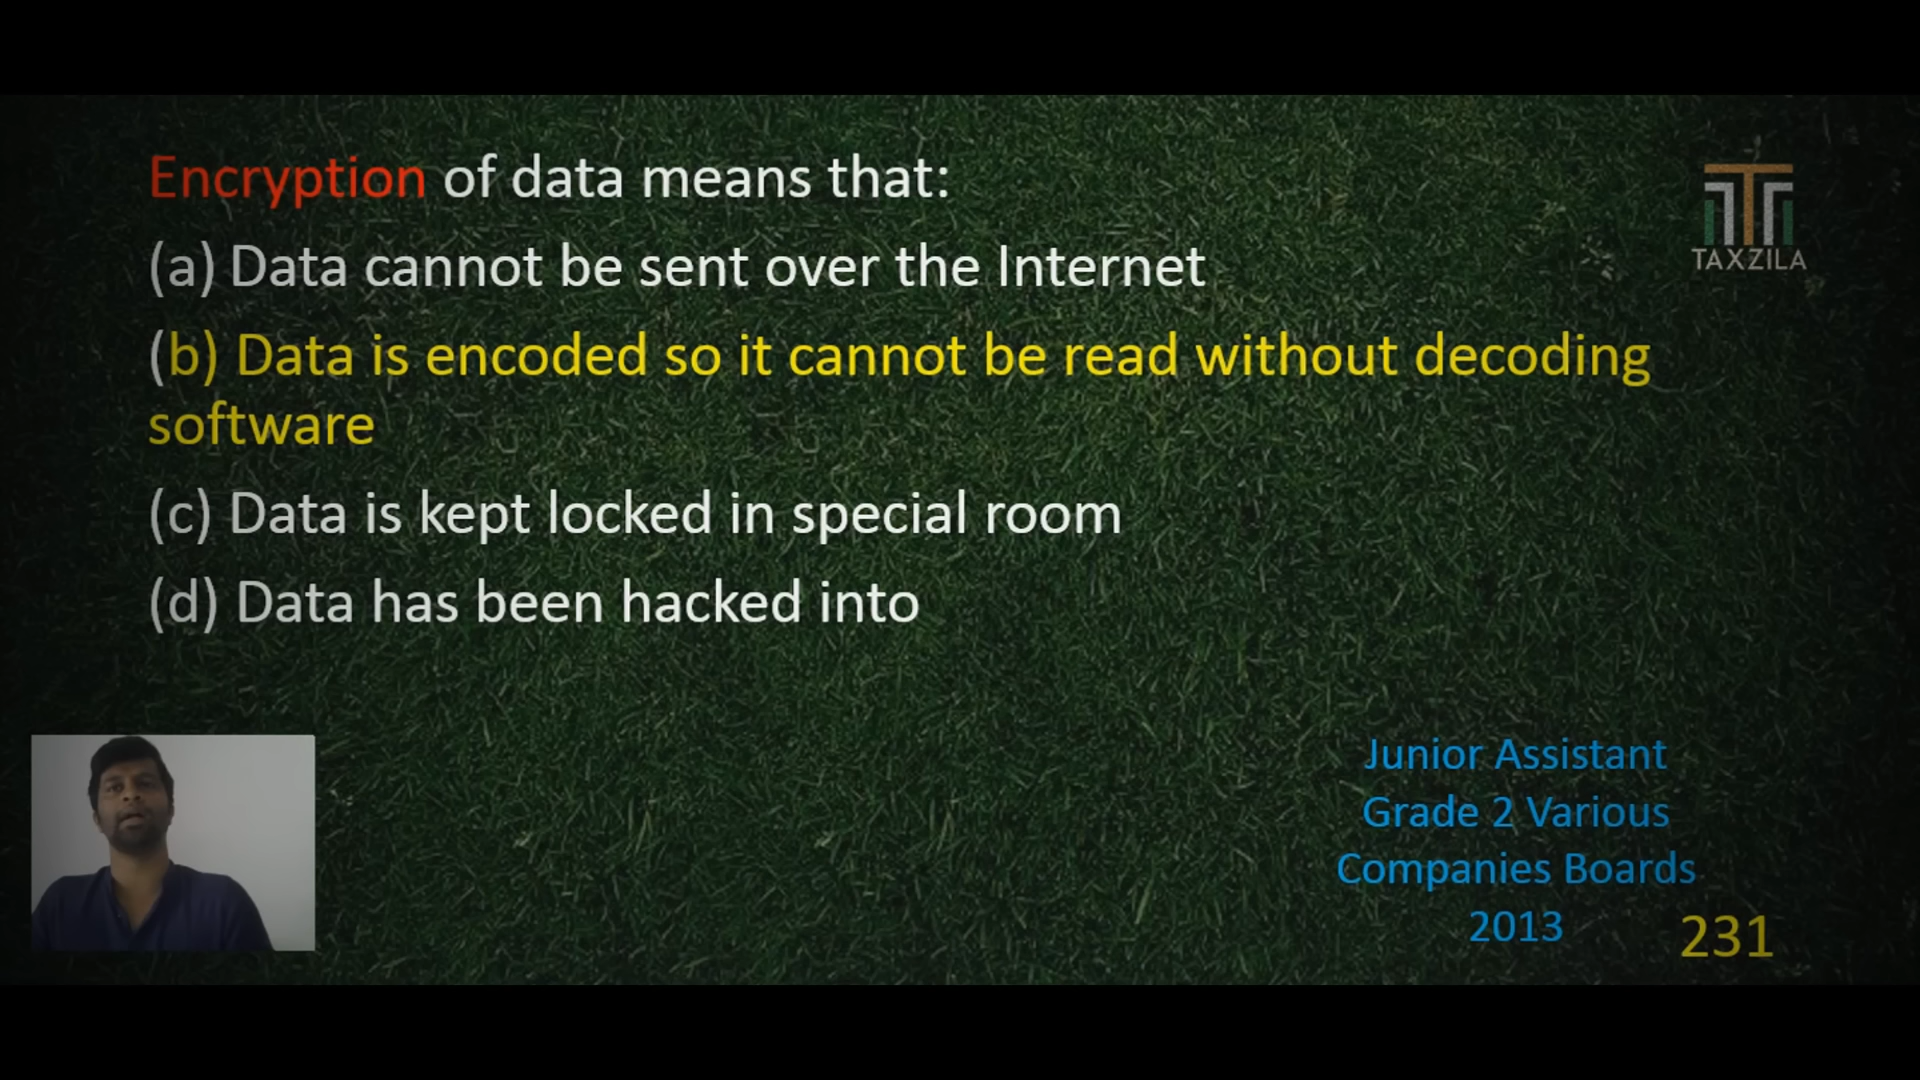 Encryption of data means that:
TAXZILA
(a) Data cannot be sent over the Internet
(b) Data is encoded so it cannot be read without decoding
software
(c) Data is kept locked in special room
(d) Data has been hacked into
Junior Assistant
Grade 2 Various
Companies Boards
2013
231